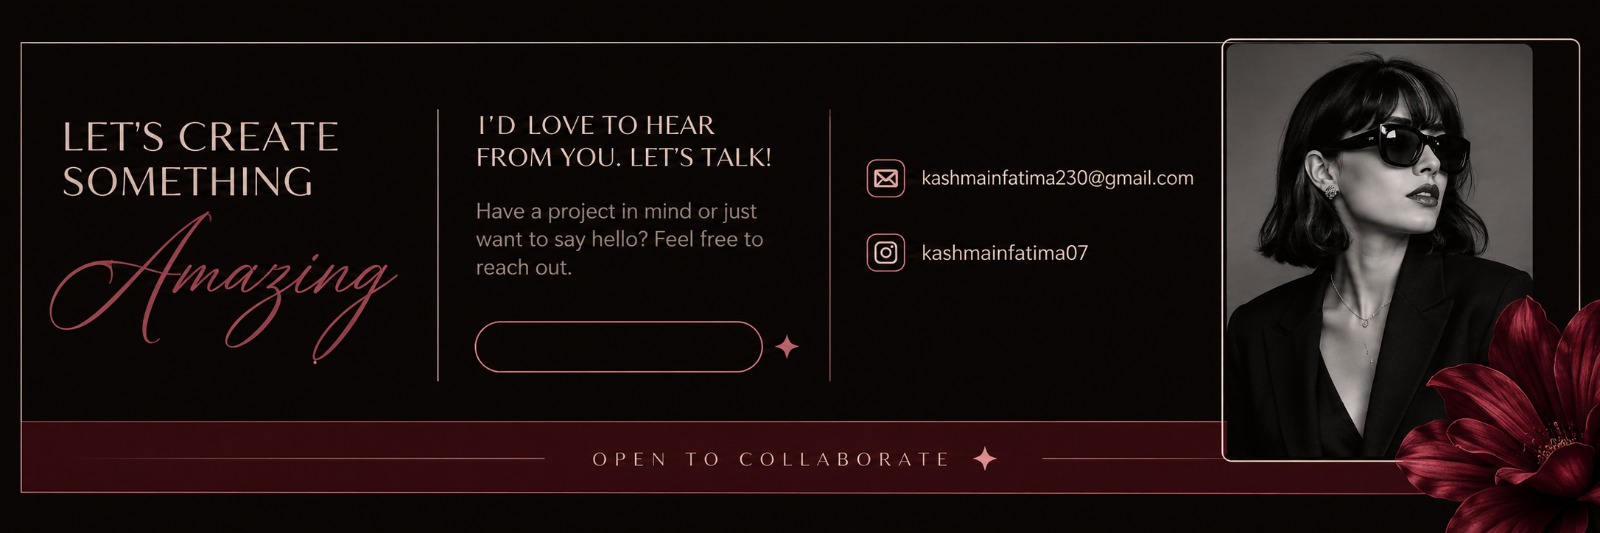 LET'S CREATE
SOMETHING
Amazing
I'D LOVE TO HEAR
FROM YOU. LET'S TALK!
Have a project in mind or just
want to say hello? Feel free to
reach out.
kashmainfatima230@gmail.com
kashmainfatima07
OPEN TO COLLABORATE